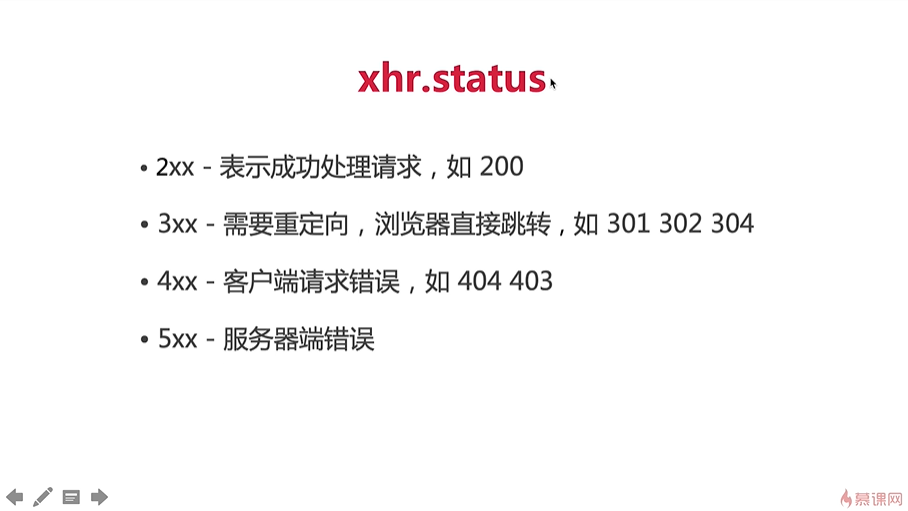 xhr.status
• 2xx - 表示成功处理请求，如 200
• 3xx - 需要重定向，浏览器直接跳转，如 301 302 304
• 4xx - 客户端请求错误，如 404 403
• 5xx - 服务器端错误
慕课网